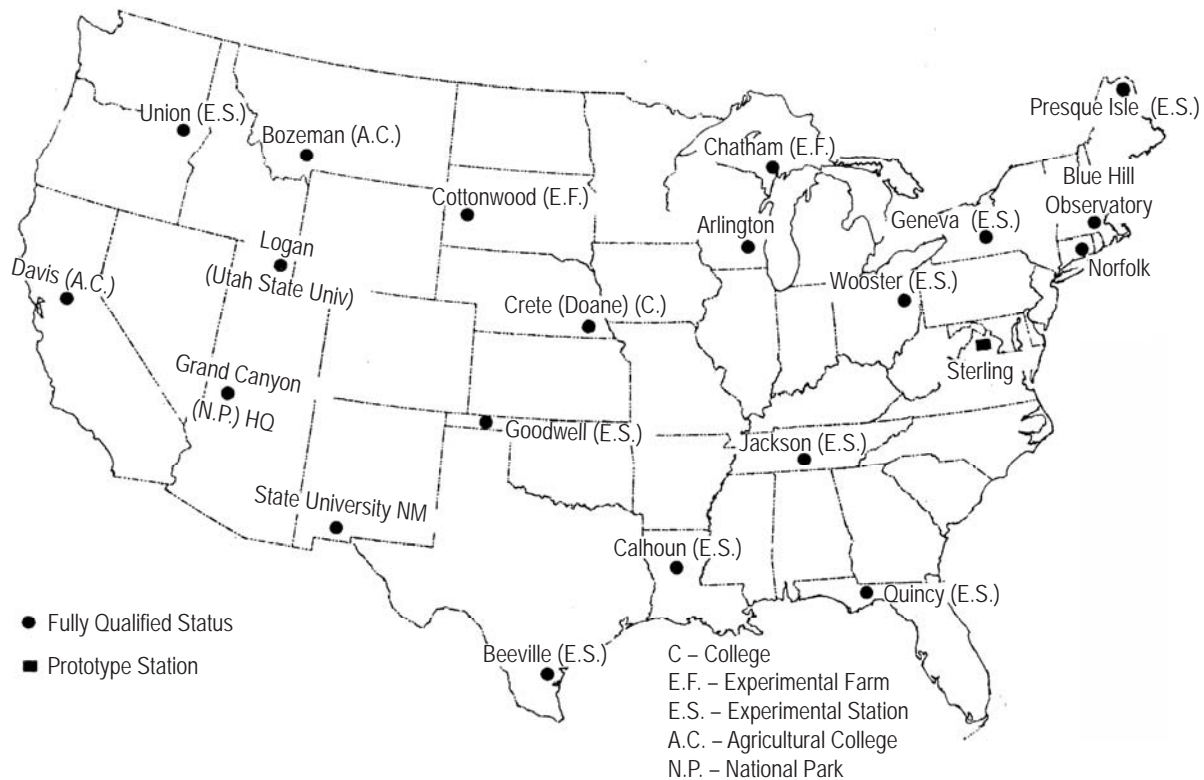 Presque Isle (E.S.)
Union (E.S.)
Bozeman (A.C.)
Chatham (E.F.)
Blue Hill
Observatory
Cottonwood (E.F.)
Arlington
Geneva (E.S.)
Logan
(Utah State Univ)
Norfolk
Davis (A.C.)
Wooster (E.S.)
Crete (Doane) (C.)
Grand Canyon
(N.P.) HQ
Sterling
Goodwell (E.S.)
Jackson (E.S.)
State University NM
Calhoun (E.S.)
Quincy (E.S.)
Beeville (E.S.)
Fully Qualified Status
Prototype Station
C – College
E.F. – Experimental Farm
E.S. – Experimental Station
A.C. – Agricultural College
N.P. – National Park